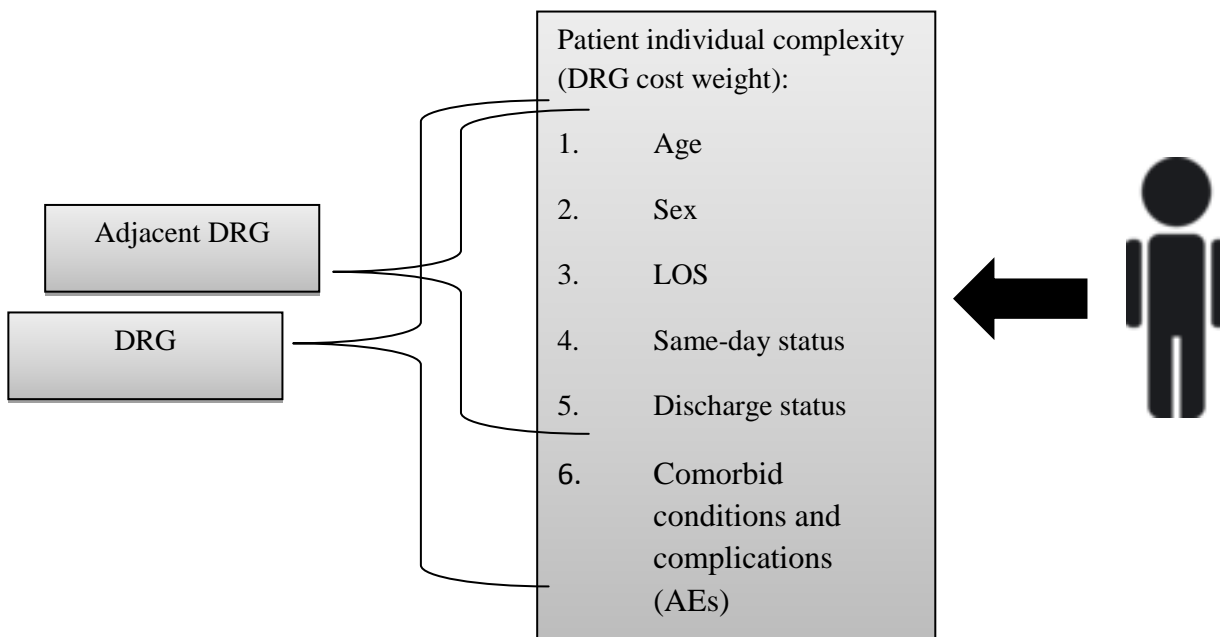 Patient individual complexity
(DRG cost weight):
1. Age
2. Sex
3. LOS
4. Same-day status
5. Discharge status
6. Comorbid
conditions and
complications
(AEs)
Adjacent DRG
DRG